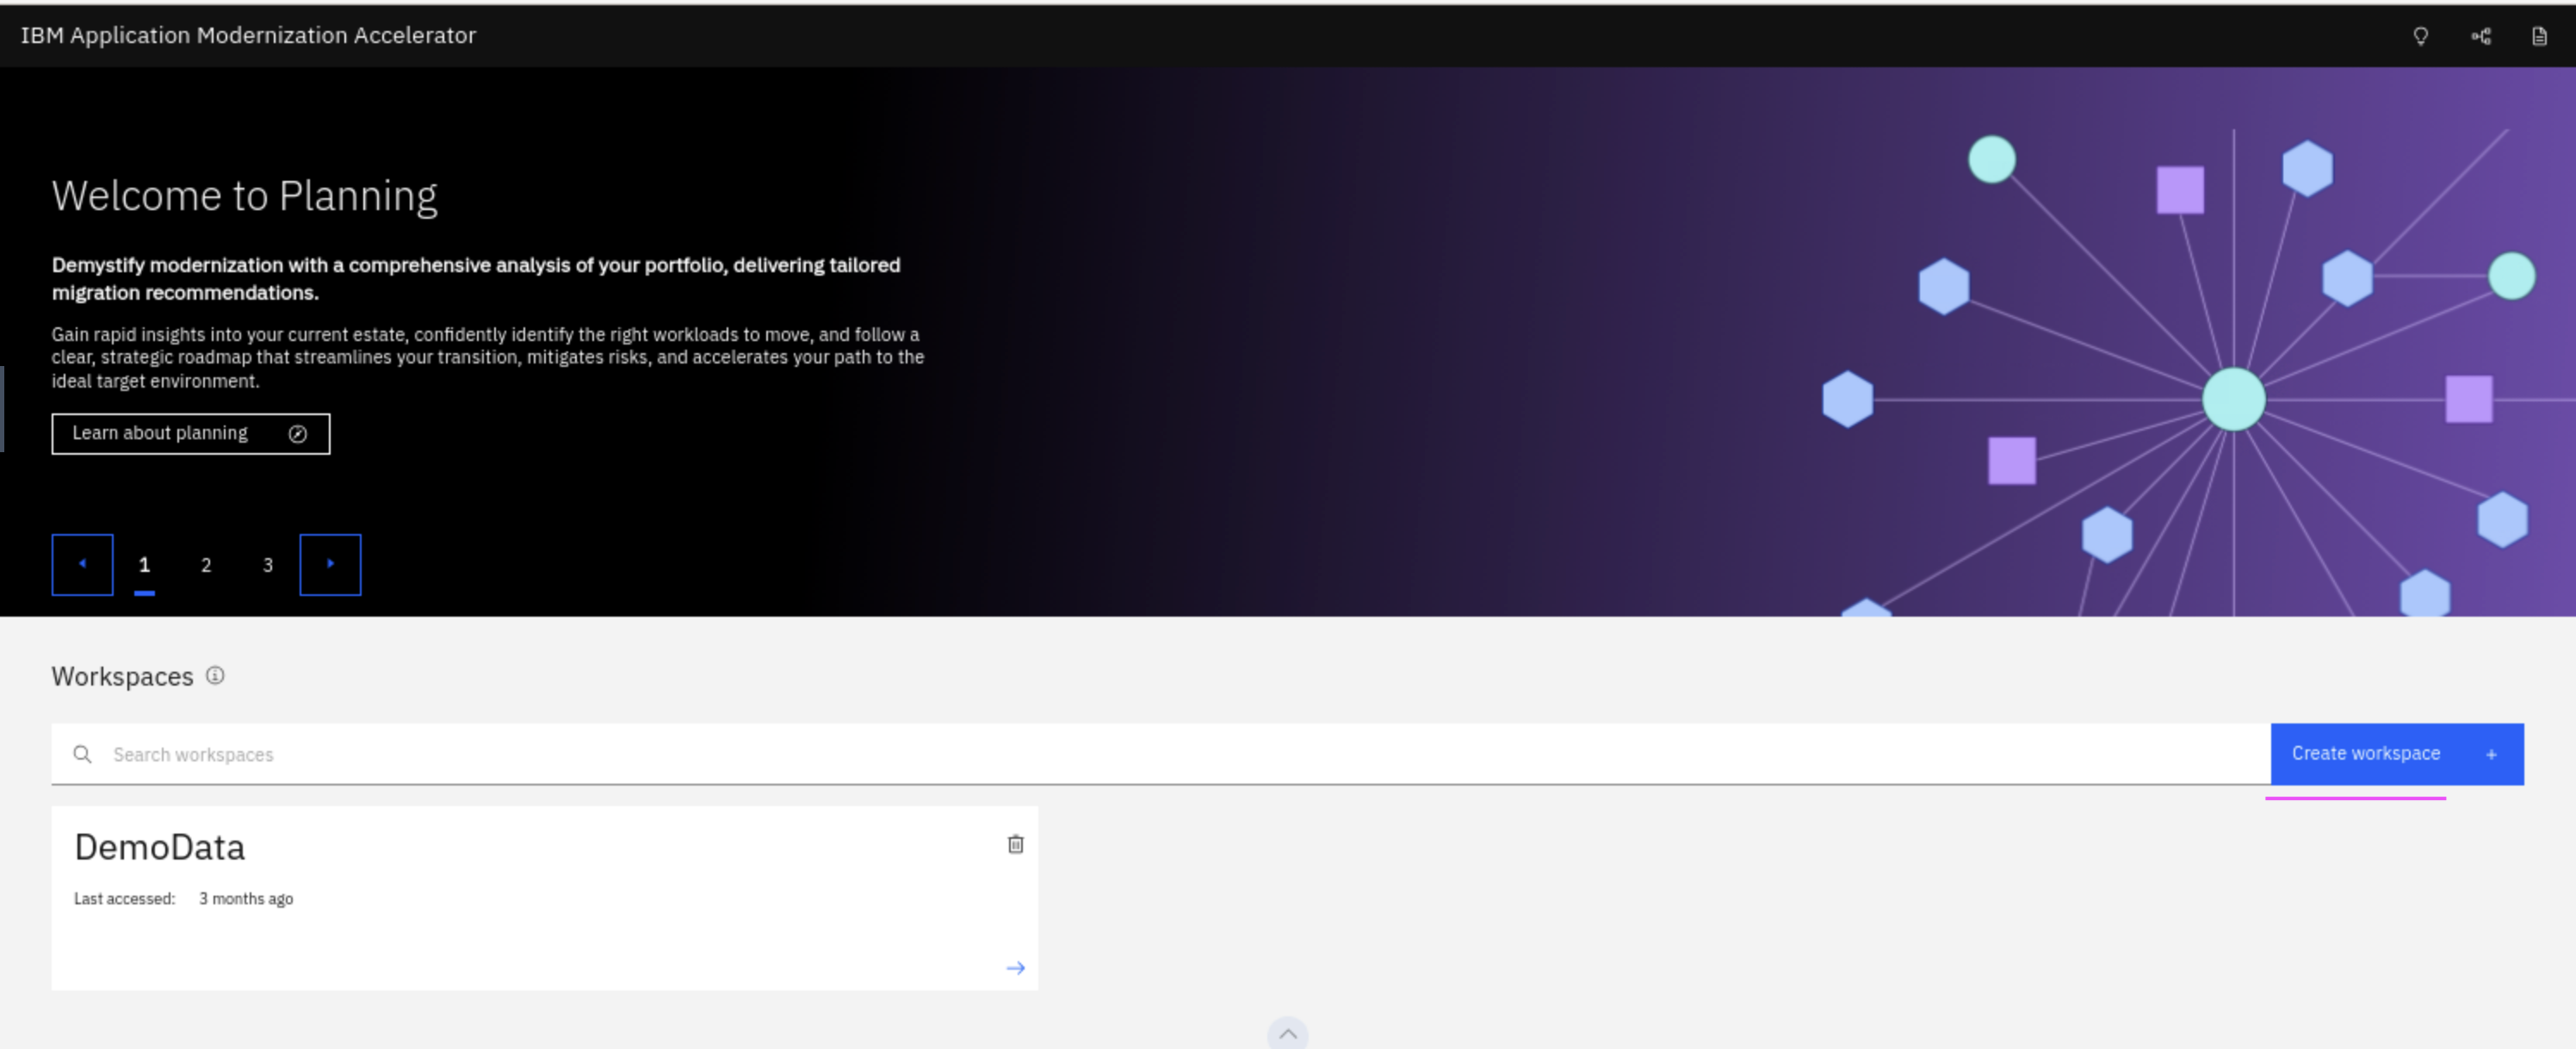 IBM Application Modernization Accelerator
Welcome to Planning
Demystify modernization with a comprehensive analysis of your portfolio, delivering tailored
migration recommendations.
Gain rapid insights into your current estate, confidently identify the right workloads to move, and follow a
clear, strategic roadmap that streamlines your transition, mitigates risks, and accelerates your path to the
ideal target environment.
Learn about planning
1 2 3
Workspaces
Search workspaces
Create workspace +
DemoData
Last accessed: 3 months ago